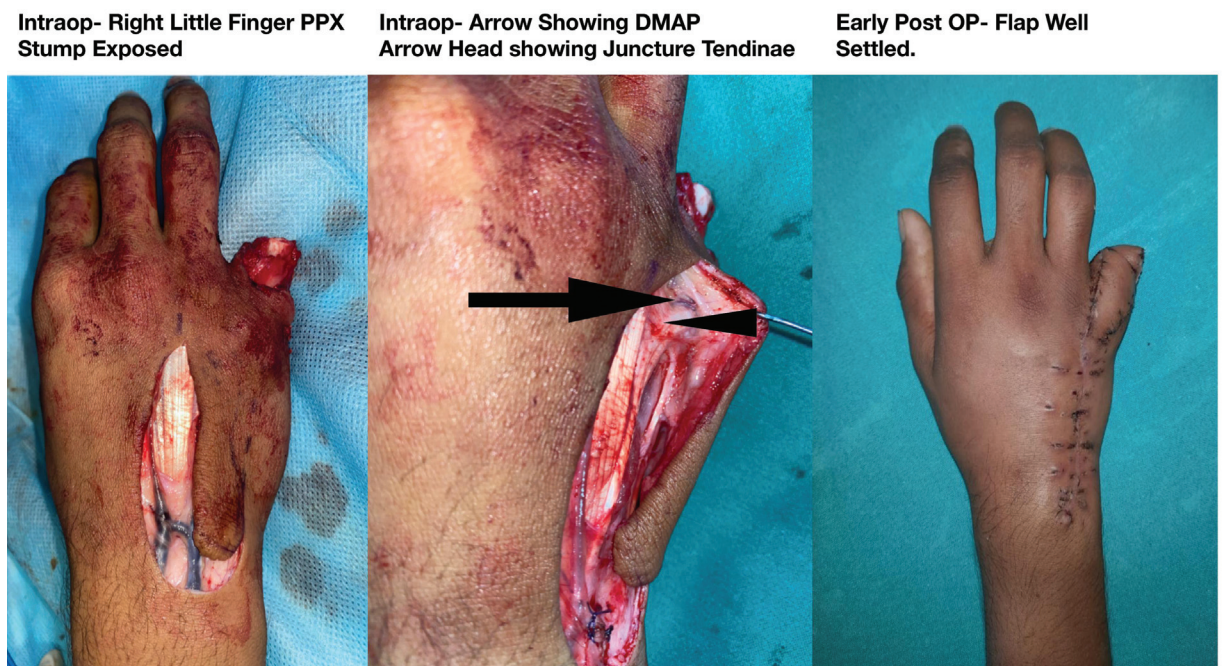 Intraop- Right Little Finger PPX
Stump Exposed
Intraop- Arrow Showing DMAP
Arrow Head showing Juncture Tendinae
Early Post OP- Flap Well
Settled.